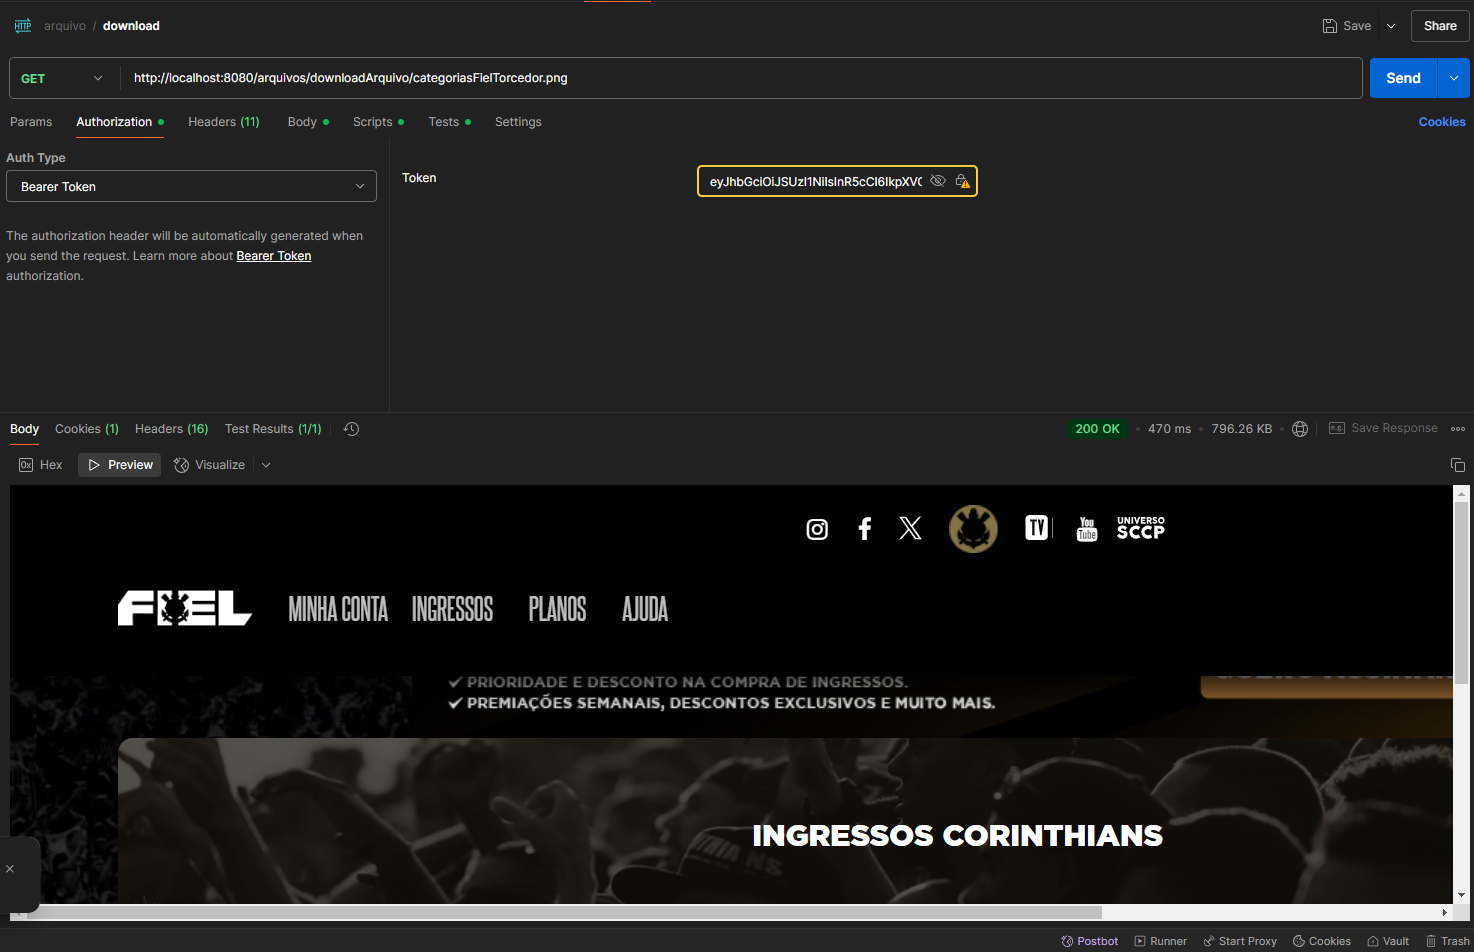 HTTP arquivo / download
Save
Share
GET
http://localhost:8080/arquivos/downloadArquivo/categoriasFielTorcedor.png
Send
Params Authorization Headers (11) Body Scripts Tests Settings
Cookies
Auth Type
Bearer Token
The authorization header will be automatically generated when
you send the request. Learn more about Bearer Token
authorization.
Token
Body Cookies (1) Headers (16) Test Results (1/1)
200 OK • 470 ms • 796.26 KB
e.g. Save Response
0x Hex Preview Visualize
TV
You
Tube
UNIVERSO
SCCP
FIEL
MINHA CONTA INGRESSOS PLANOS AJUDA
✓ PRIORIDADE E DESCONTO NA COMPRA DE INGRESSOS.
✓ PREMIAÇÕES SEMANAIS, DESCONTOS EXCLUSIVOS E MUITO MAIS.
INGRESSOS CORINTHIANS
Postbot Runner Start Proxy Cookies Vault Trash